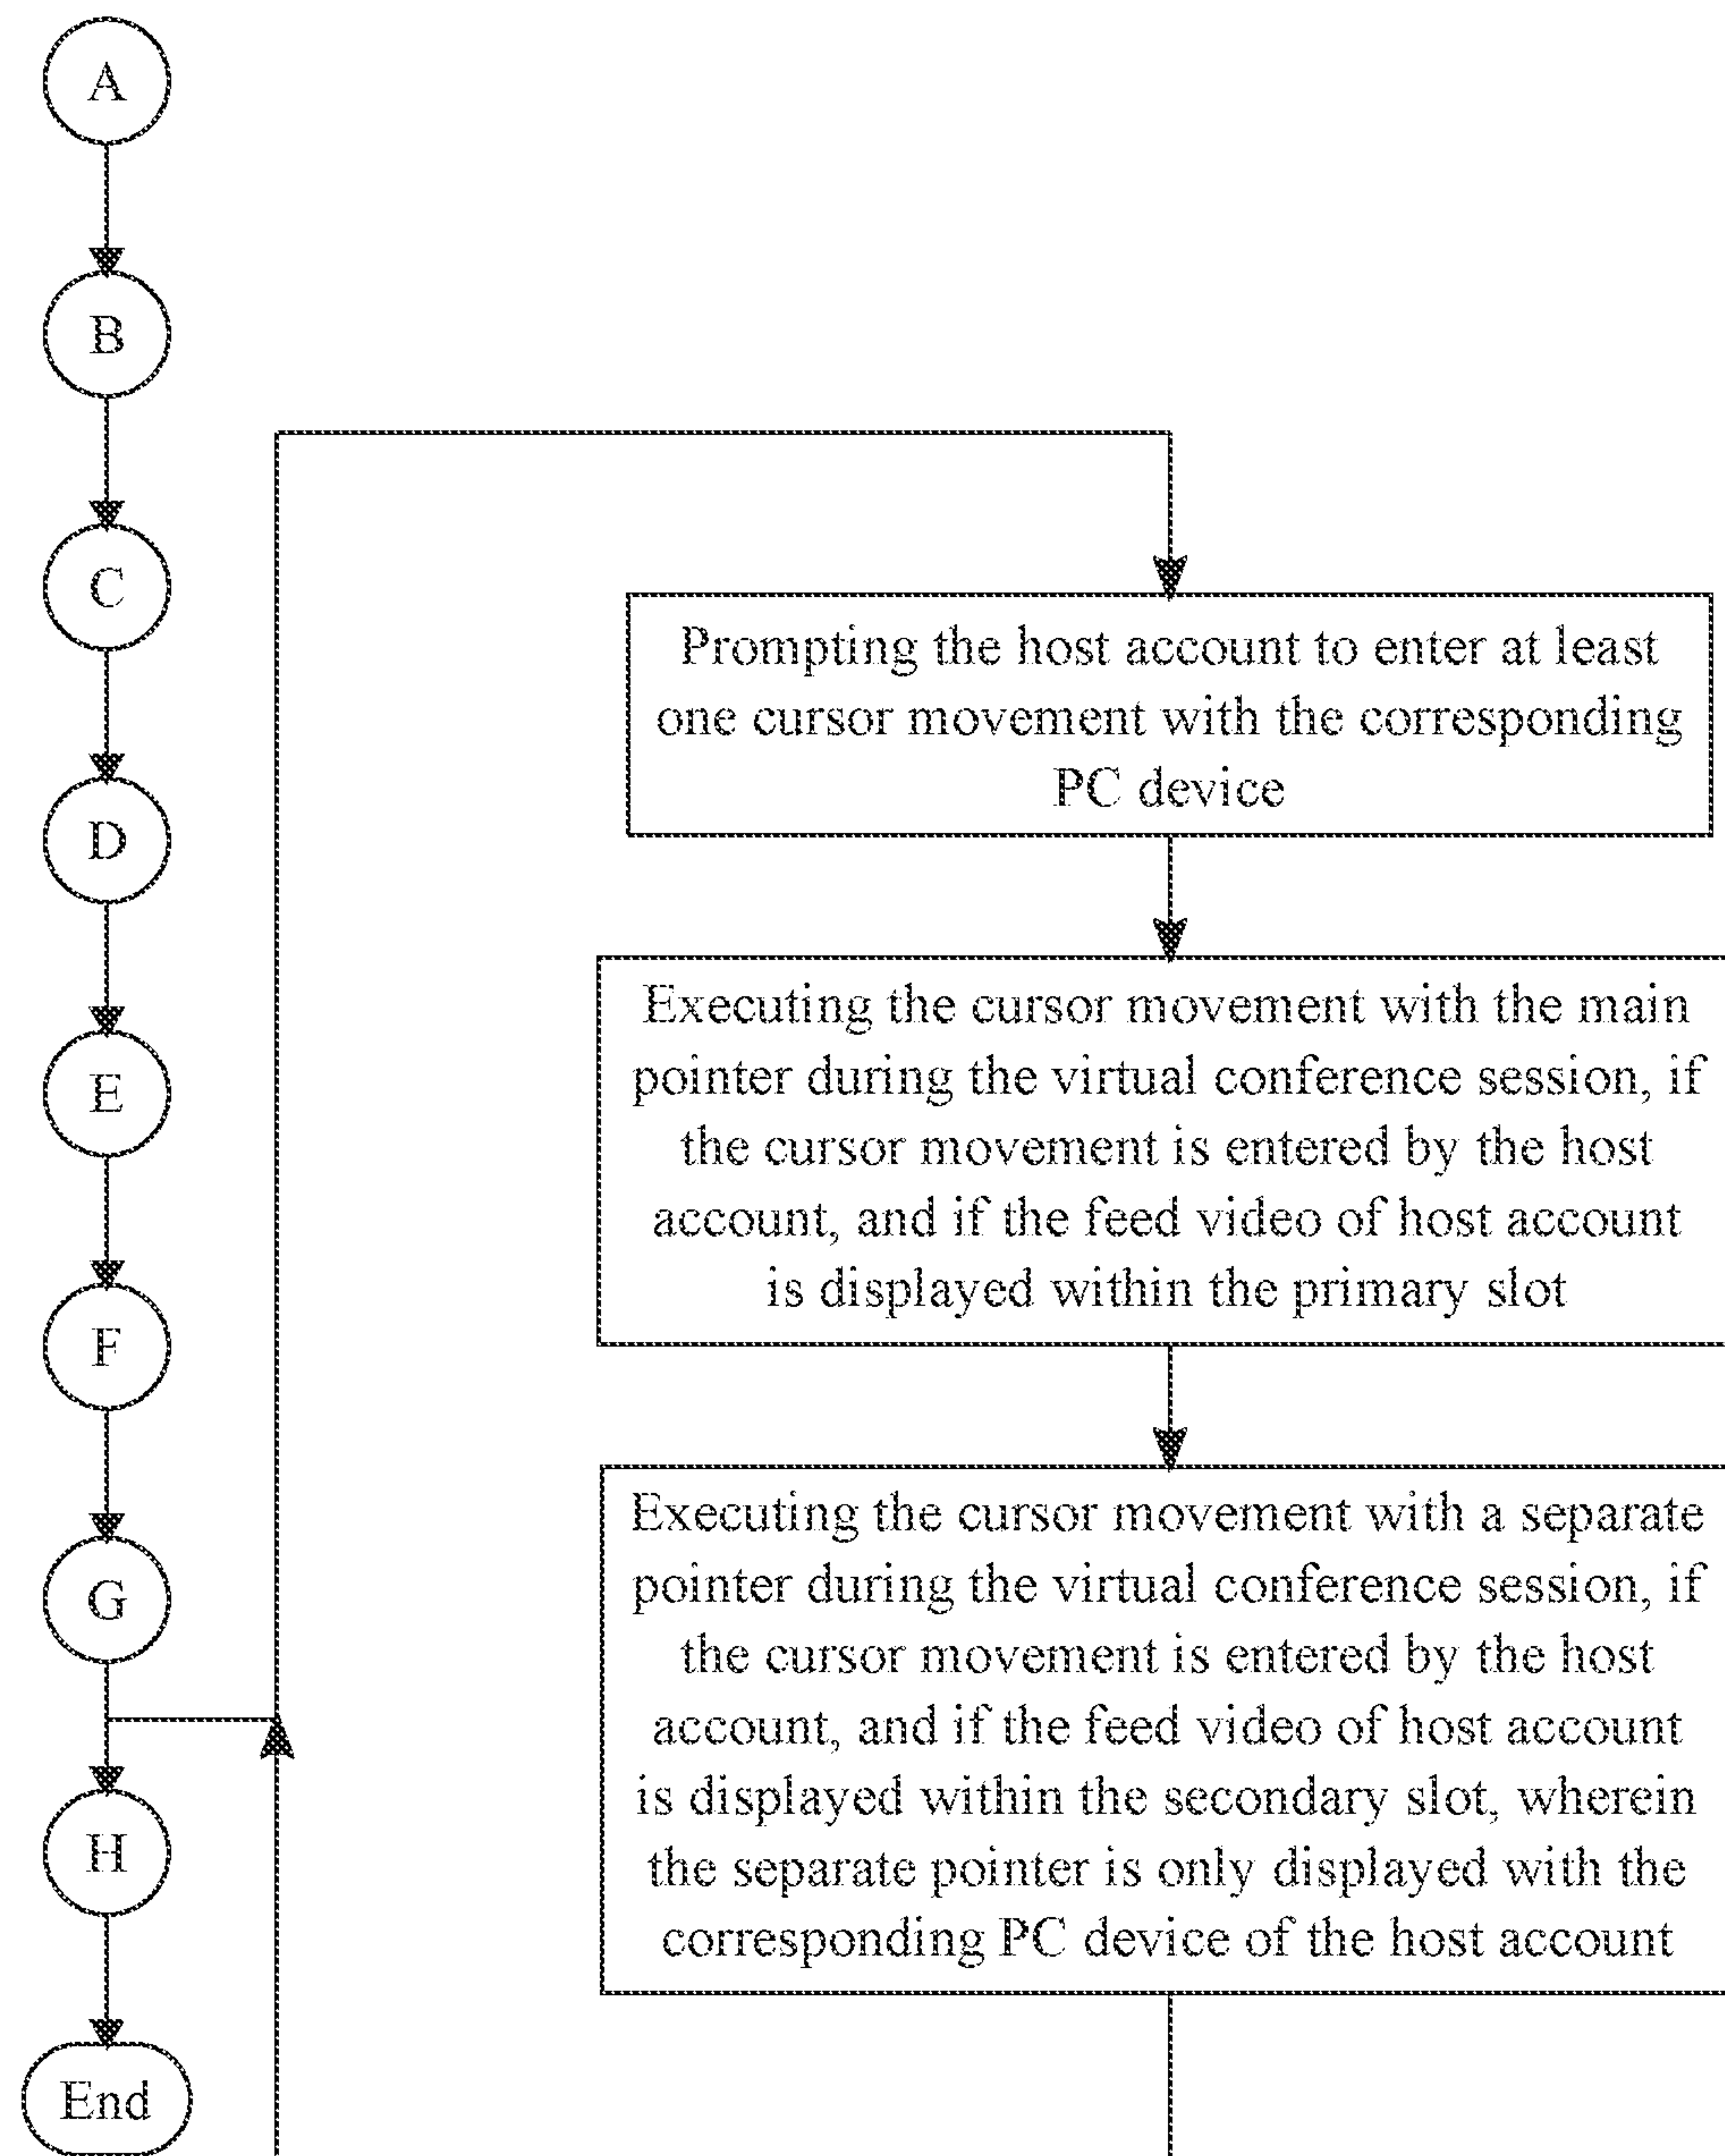 A
B
C
D
E
F
G
H
End
Prompting the host account to enter at least
one cursor movement with the corresponding
PC device
Executing the cursor movement with the main
pointer during the virtual conference session, if
the cursor movement is entered by the host
account, and if the feed video of host account
is displayed within the primary slot
Executing the cursor movement with a separate
pointer during the virtual conference session, if
the cursor movement is entered by the host
account, and if the feed video of host account
is displayed within the secondary slot, wherein
the separate pointer is only displayed with the
corresponding PC device of the host account